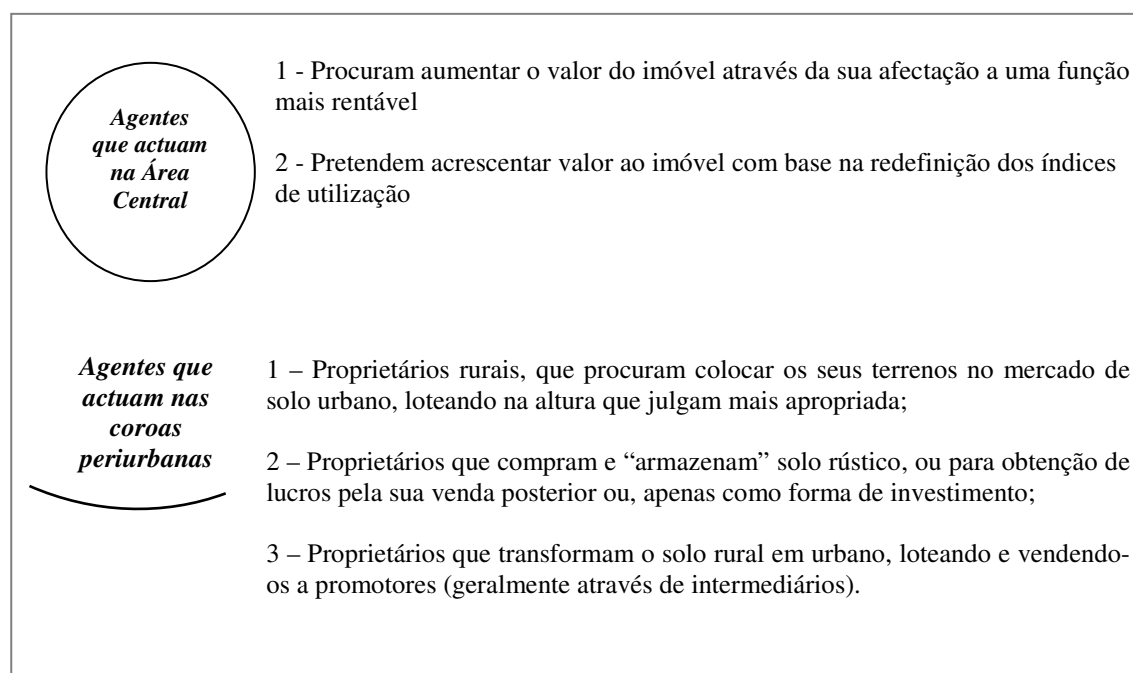 Agentes
que actuam
na Área
Central
1 - Procuram aumentar o valor do imóvel através da sua afectação a uma função
mais rentável
2 - Pretendem acrescentar valor ao imóvel com base na redefinição dos índices
de utilização
Agentes que
actuam nas
coroas
periurbanas
1 – Proprietários rurais, que procuram colocar os seus terrenos no mercado de
solo urbano, loteando na altura que julgam mais apropriada;
2 – Proprietários que compram e “armazenam” solo rústico, ou para obtenção de
lucros pela sua venda posterior ou, apenas como forma de investimento;
3 – Proprietários que transformam o solo rural em urbano, loteando e vendendo-
os a promotores (geralmente através de intermediários).